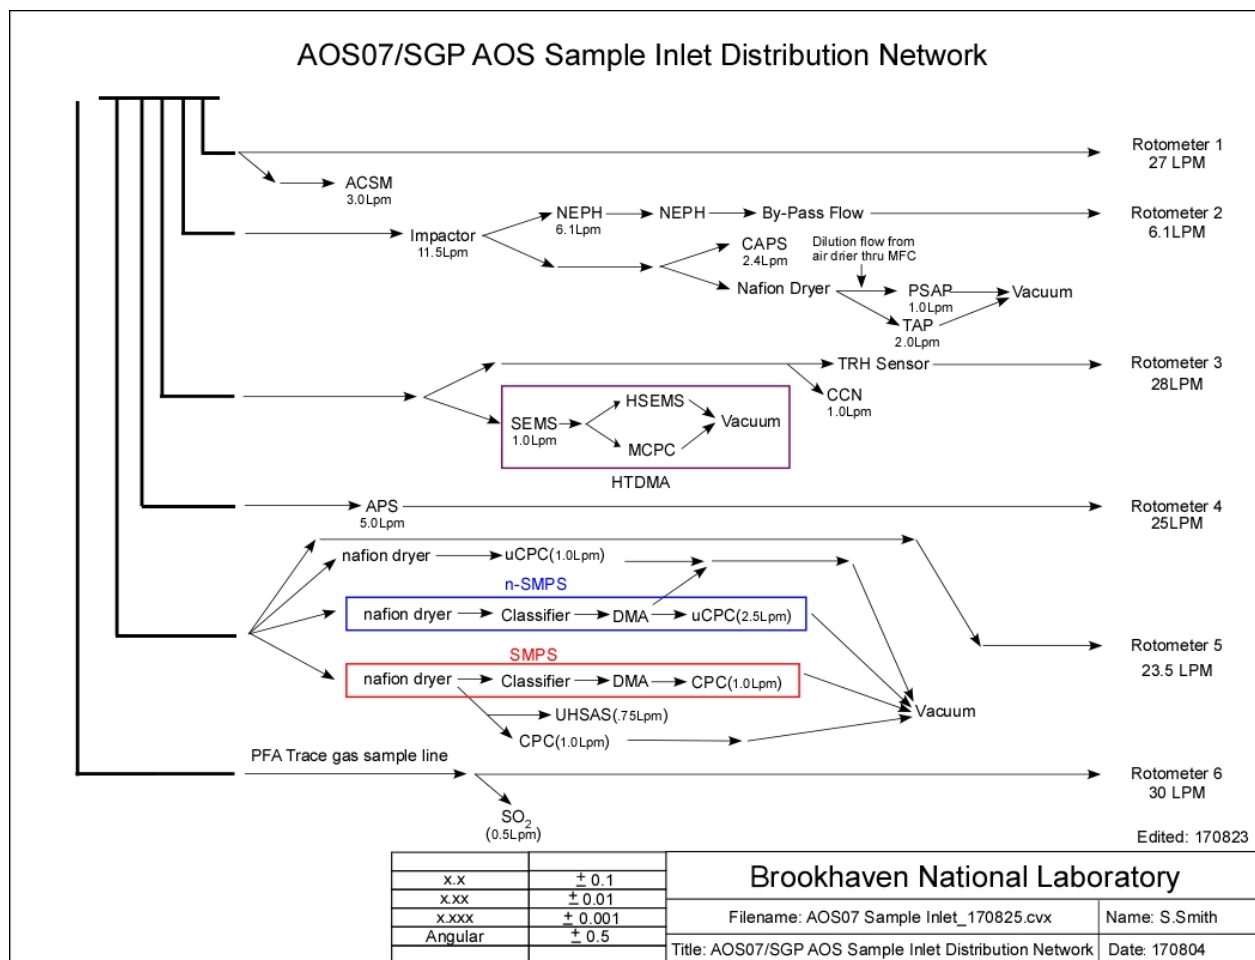 AOS07/SGP AOS Sample Inlet Distribution Network
Rotometer 1
27 LPM
ACSM
3.0Lpm
NEPH
6.1Lpm
NEPH
By-Pass Flow
Rotometer 2
6.1LPM
Impactor
11.5Lpm
CAPS
2.4Lpm
Dilution flow from
air drier thru MFC
Nafion Dryer
PSAP
1.0Lpm
Vacuum
TAP
2.0Lpm
TRH Sensor
Rotometer 3
28LPM
CCN
1.0Lpm
SEMS
1.0Lpm
HSEMS
MCPC
Vacuum
HTDMA
APS
5.0Lpm
Rotometer 4
25LPM
nafion dryer
uCPC(1.0Lpm)
n-SMPS
nafion dryer
Classifier
DMA
uCPC(2.5Lpm)
Rotometer 5
23.5 LPM
SMPS
nafion dryer
Classifier
DMA
CPC(1.0Lpm)
UHSAS(.75Lpm)
CPC(1.0Lpm)
Vacuum
PFA Trace gas sample line
Rotometer 6
30 LPM
SO2
(0.5Lpm)
Edited: 170823
x.x ± 0.1
x.xx ± 0.01
x.xxx ± 0.001
Angular ± 0.5
Brookhaven National Laboratory
Filename: AOS07 Sample Inlet_170825.cvx
Name: S.Smith
Title: AOS07/SGP AOS Sample Inlet Distribution Network
Date: 170804